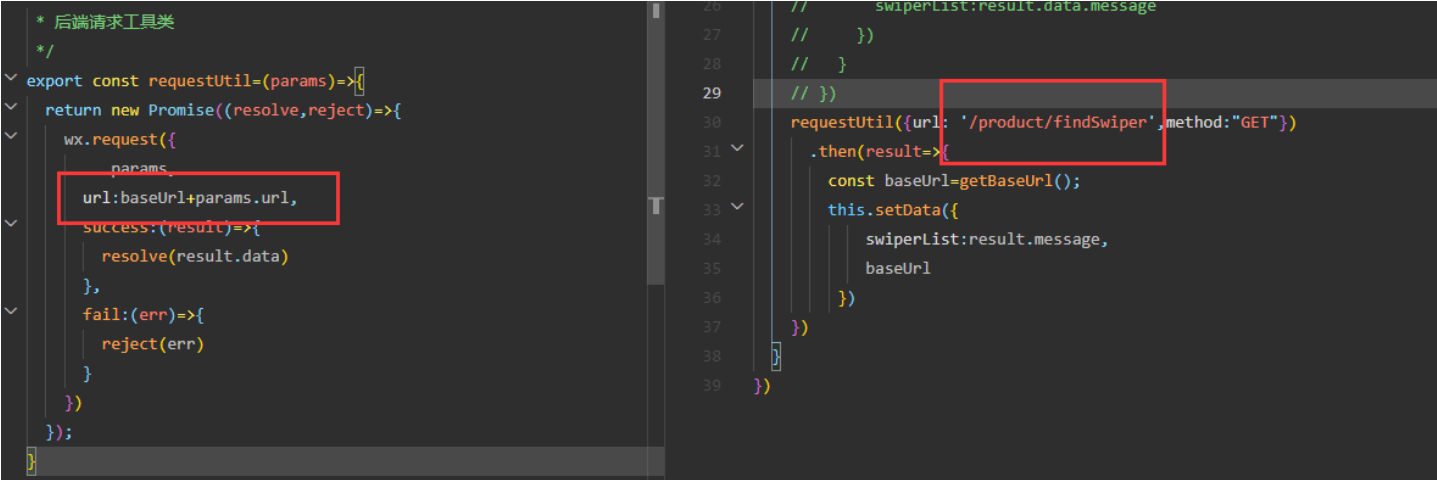 * 后端请求工具类
*/
export const requestUtil=(params)=>{
return new Promise((resolve,reject)=>{
wx.request({
params,
url:baseUrl+params.url,
success:(result)=>{
resolve(result.data)
},
fail:(err)=>{
reject(err)
}
})
});
}
26 // swiperList:result.data.message
27 // })
28 // }
29 // })
30 requestUtil({url: '/product/findSwiper',method:"GET"})
31 .then(result=>{
32 const baseUrl=getBaseUrl();
33 this.setData({
34 swiperList:result.message,
35 baseUrl
36 })
37 })
38 }
39 })